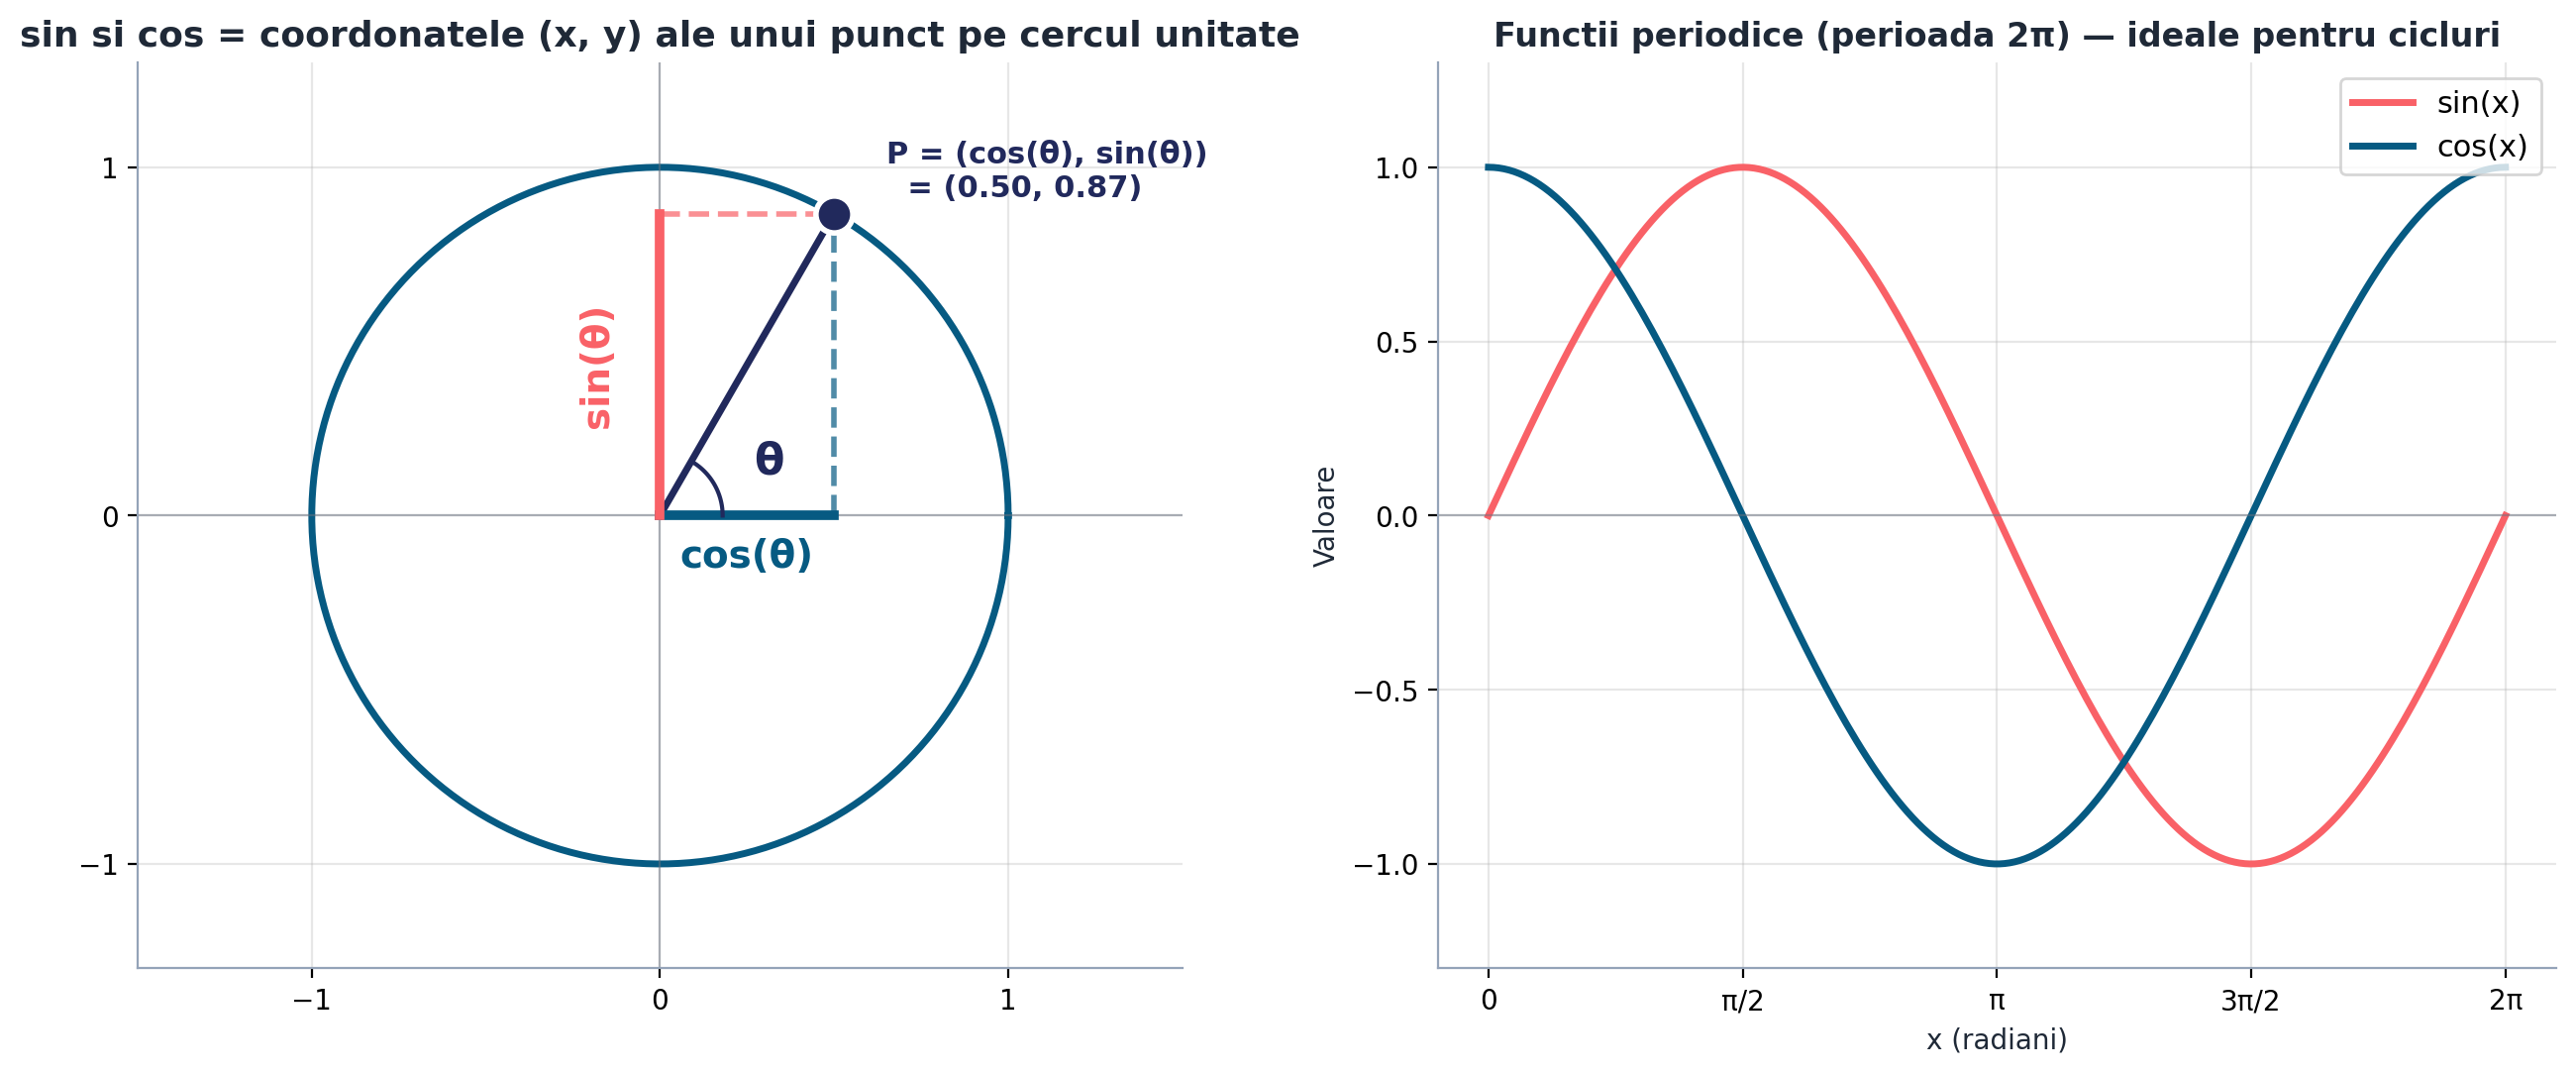 sin si cos = coordonatele (x, y) ale unui punct pe cercul unitate
P = (cos(θ), sin(θ))
= (0.50, 0.87)
sin(θ)
θ
cos(θ)
1
0
−1
−1
0
1
Functii periodice (perioada 2π) — ideale pentru cicluri
sin(x)
cos(x)
Valoare
1.0
0.5
0.0
−0.5
−1.0
0
π/2
π
3π/2
2π
x (radiani)